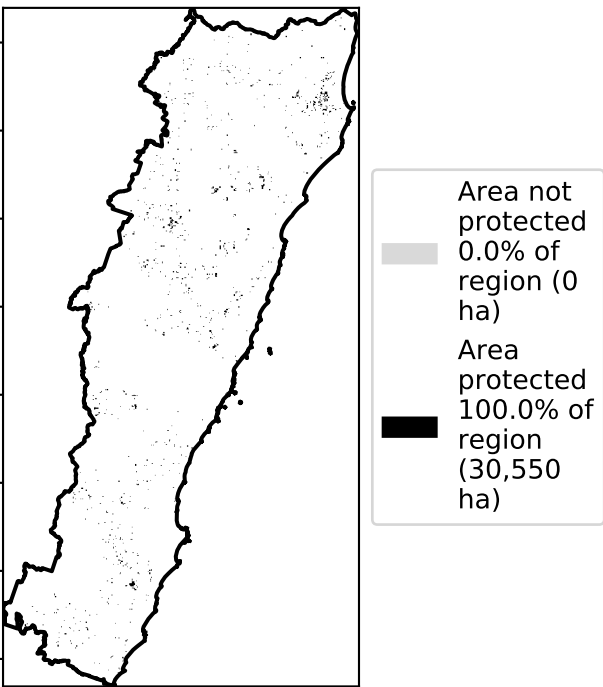 Area not
protected
0.0% of
region (0
ha)
Area
protected
100.0% of
region
(30,550
ha)